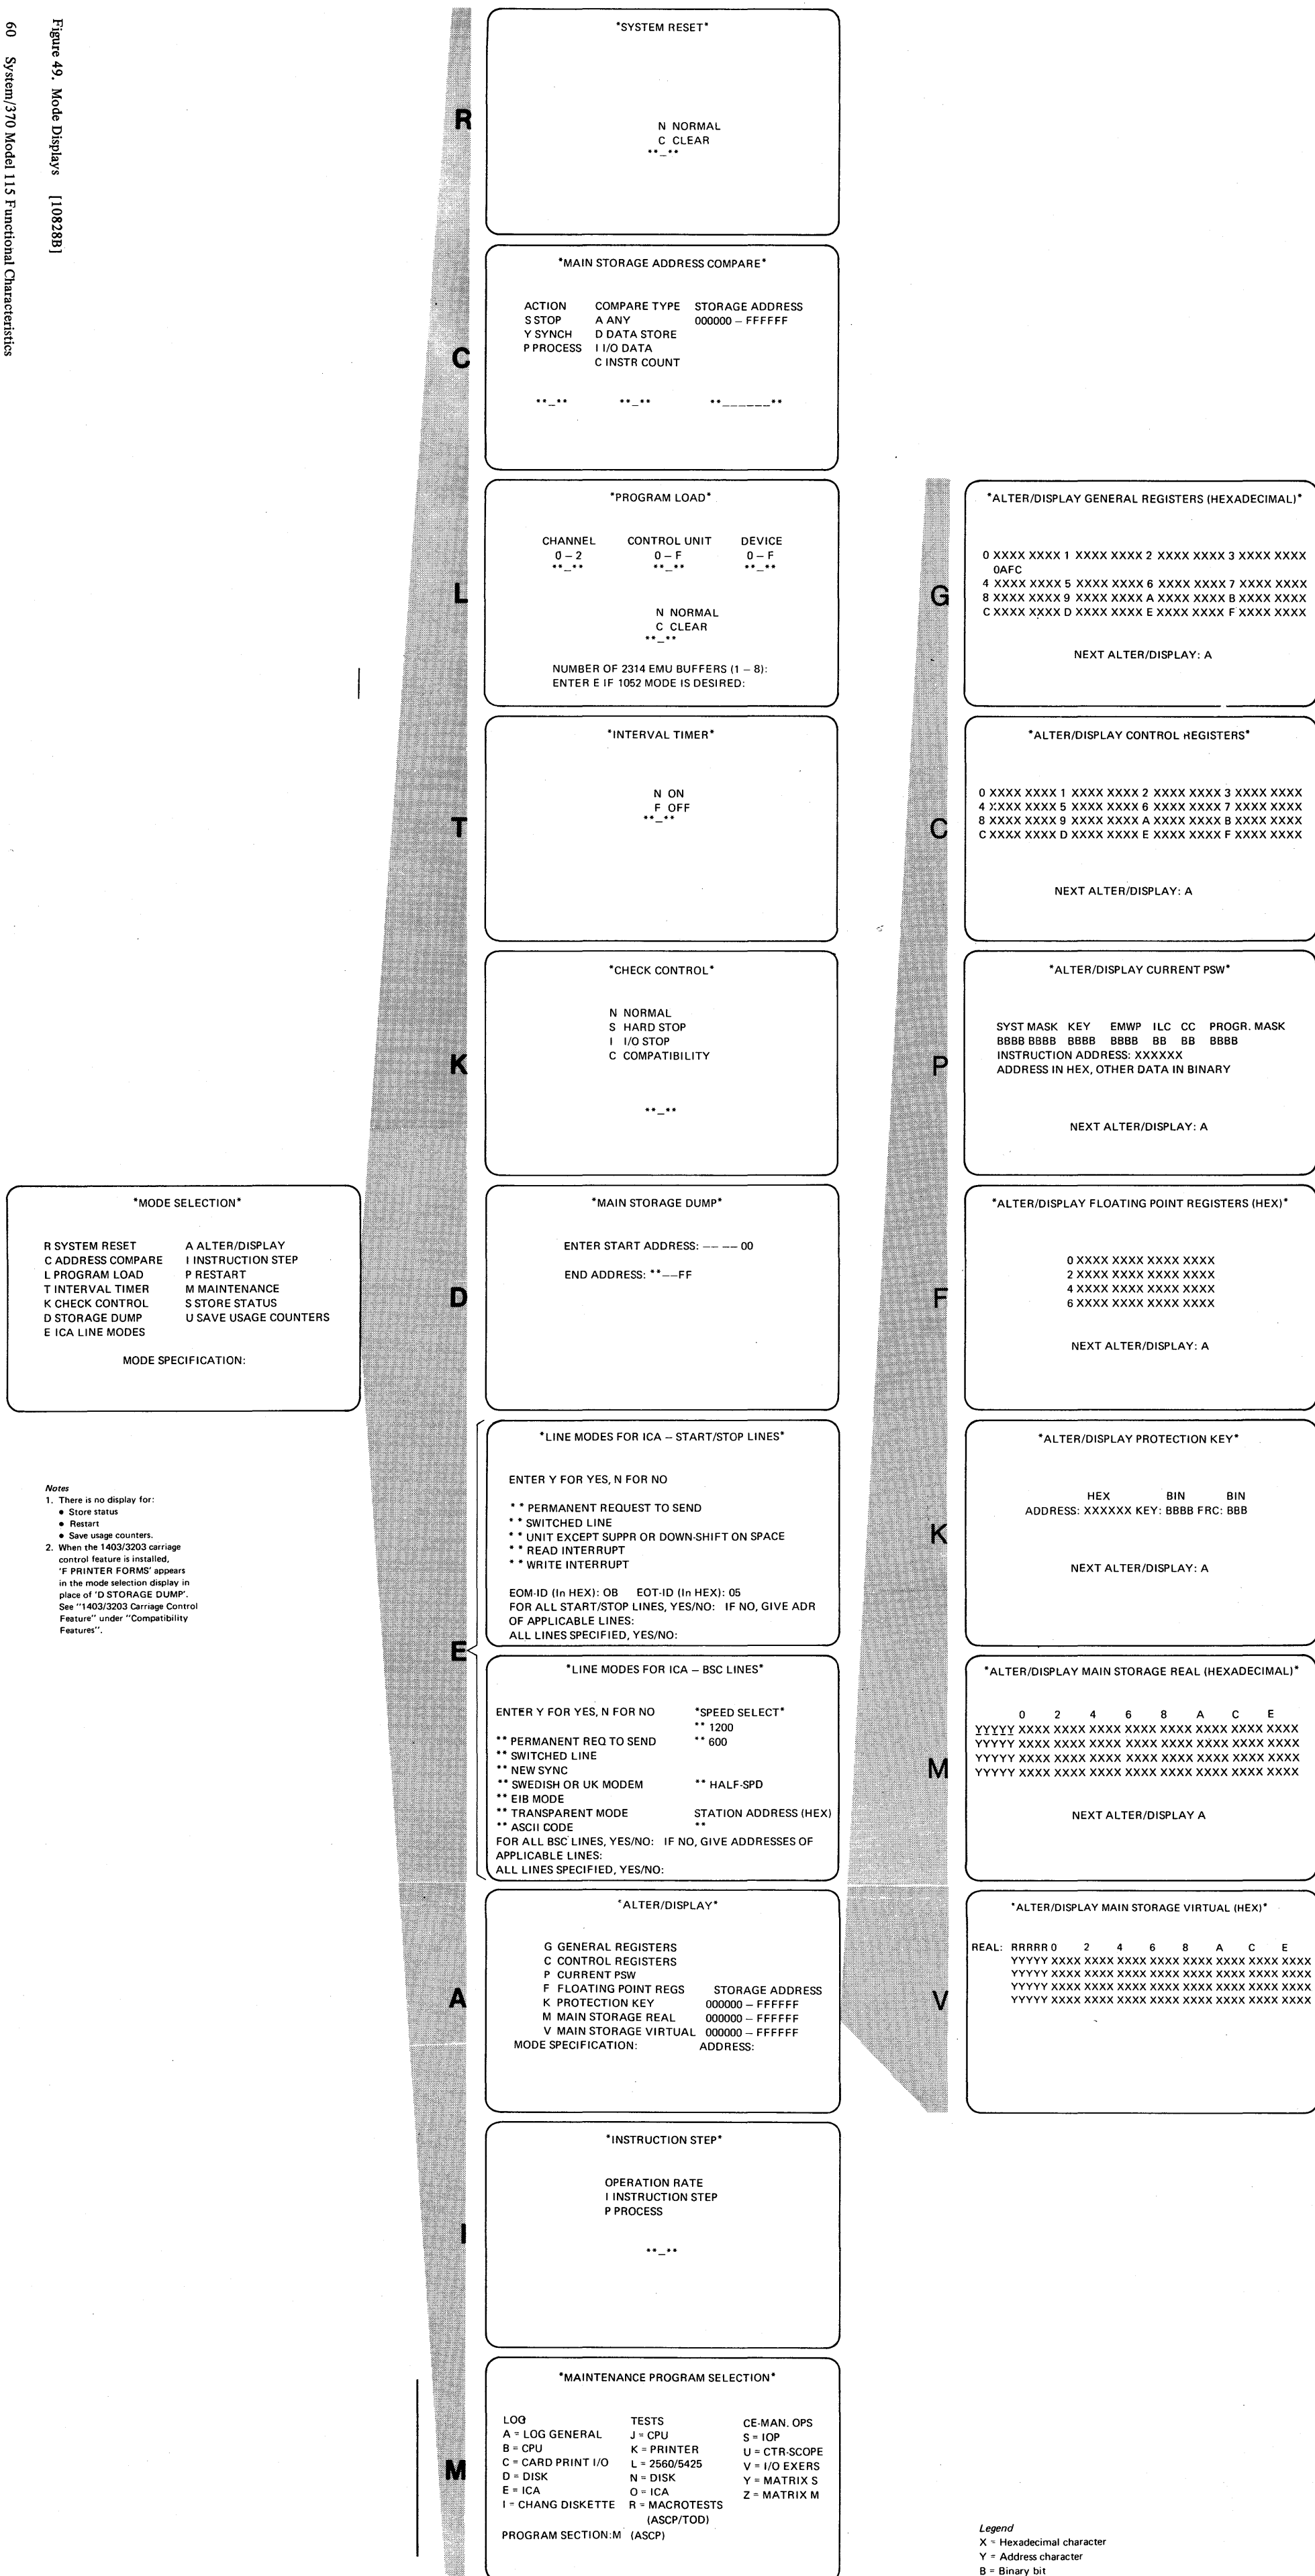 60 System/370 Model 115 Functional Characteristics
Figure 49. Mode Displays [10828B]
*MODE SELECTION*
R SYSTEM RESET A ALTER/DISPLAY
C ADDRESS COMPARE I INSTRUCTION STEP
L PROGRAM LOAD P RESTART
T INTERVAL TIMER M MAINTENANCE
K CHECK CONTROL S STORE STATUS
D STORAGE DUMP U SAVE USAGE COUNTERS
E ICA LINE MODES
MODE SPECIFICATION:
Notes
1. There is no display for:
• Store status
• Restart
• Save usage counters.
2. When the 1403/3203 carriage
control feature is installed,
'F PRINTER FORMS' appears
in the mode selection display in
place of 'D STORAGE DUMP'.
See "1403/3203 Carriage Control
Feature" under "Compatibility
Features".
R
*SYSTEM RESET*
N NORMAL
C CLEAR
**_**
C
*MAIN STORAGE ADDRESS COMPARE*
ACTION COMPARE TYPE STORAGE ADDRESS
S STOP A ANY 000000 – FFFFFF
Y SYNCH D DATA STORE
P PROCESS I I/O DATA
C INSTR COUNT
**_** **_** **______**
L
*PROGRAM LOAD*
CHANNEL CONTROL UNIT DEVICE
0 – 2 0 – F 0 – F
**_** **_** **_**
N NORMAL
C CLEAR
**_**
NUMBER OF 2314 EMU BUFFERS (1 – 8):
ENTER E IF 1052 MODE IS DESIRED:
T
*INTERVAL TIMER*
N ON
F OFF
**_**
K
*CHECK CONTROL*
N NORMAL
S HARD STOP
I I/O STOP
C COMPATIBILITY
**_**
D
*MAIN STORAGE DUMP*
ENTER START ADDRESS: –– –– 00
END ADDRESS: **––FF
E
*LINE MODES FOR ICA – START/STOP LINES*
ENTER Y FOR YES, N FOR NO
** PERMANENT REQUEST TO SEND
** SWITCHED LINE
** UNIT EXCEPT SUPPR OR DOWN-SHIFT ON SPACE
** READ INTERRUPT
** WRITE INTERRUPT
EOM-ID (In HEX): OB EOT-ID (In HEX): 05
FOR ALL START/STOP LINES, YES/NO: IF NO, GIVE ADR
OF APPLICABLE LINES:
ALL LINES SPECIFIED, YES/NO:
*LINE MODES FOR ICA – BSC LINES*
ENTER Y FOR YES, N FOR NO *SPEED SELECT*
** 1200
** PERMANENT REQ TO SEND ** 600
** SWITCHED LINE
** NEW SYNC
** SWEDISH OR UK MODEM ** HALF-SPD
** EIB MODE
** TRANSPARENT MODE STATION ADDRESS (HEX)
** ASCII CODE **
FOR ALL BSC LINES, YES/NO: IF NO, GIVE ADDRESSES OF
APPLICABLE LINES:
ALL LINES SPECIFIED, YES/NO:
A
*ALTER/DISPLAY*
G GENERAL REGISTERS
C CONTROL REGISTERS
P CURRENT PSW
F FLOATING POINT REGS STORAGE ADDRESS
K PROTECTION KEY 000000 – FFFFFF
M MAIN STORAGE REAL 000000 – FFFFFF
V MAIN STORAGE VIRTUAL 000000 – FFFFFF
MODE SPECIFICATION: ADDRESS:
I
*INSTRUCTION STEP*
OPERATION RATE
I INSTRUCTION STEP
P PROCESS
**_**
M
*MAINTENANCE PROGRAM SELECTION*
LOG TESTS CE-MAN. OPS
A = LOG GENERAL J = CPU S = IOP
B = CPU K = PRINTER U = CTR-SCOPE
C = CARD PRINT I/O L = 2560/5425 V = I/O EXERS
D = DISK N = DISK Y = MATRIX S
E = ICA O = ICA Z = MATRIX M
I = CHANG DISKETTE R = MACROTESTS
(ASCP/TOD)
PROGRAM SECTION:M (ASCP)
G
*ALTER/DISPLAY GENERAL REGISTERS (HEXADECIMAL)*
0 XXXX XXXX 1 XXXX XXXX 2 XXXX XXXX 3 XXXX XXXX
0AFC
4 XXXX XXXX 5 XXXX XXXX 6 XXXX XXXX 7 XXXX XXXX
8 XXXX XXXX 9 XXXX XXXX A XXXX XXXX B XXXX XXXX
C XXXX XXXX D XXXX XXXX E XXXX XXXX F XXXX XXXX
NEXT ALTER/DISPLAY: A
C
*ALTER/DISPLAY CONTROL REGISTERS*
0 XXXX XXXX 1 XXXX XXXX 2 XXXX XXXX 3 XXXX XXXX
4 XXXX XXXX 5 XXXX XXXX 6 XXXX XXXX 7 XXXX XXXX
8 XXXX XXXX 9 XXXX XXXX A XXXX XXXX B XXXX XXXX
C XXXX XXXX D XXXX XXXX E XXXX XXXX F XXXX XXXX
NEXT ALTER/DISPLAY: A
P
*ALTER/DISPLAY CURRENT PSW*
SYST MASK KEY EMWP ILC CC PROGR. MASK
BBBB BBBB BBBB BBBB BB BB BBBB
INSTRUCTION ADDRESS: XXXXXX
ADDRESS IN HEX, OTHER DATA IN BINARY
NEXT ALTER/DISPLAY: A
F
*ALTER/DISPLAY FLOATING POINT REGISTERS (HEX)*
0 XXXX XXXX XXXX XXXX
2 XXXX XXXX XXXX XXXX
4 XXXX XXXX XXXX XXXX
6 XXXX XXXX XXXX XXXX
NEXT ALTER/DISPLAY: A
K
*ALTER/DISPLAY PROTECTION KEY*
HEX BIN BIN
ADDRESS: XXXXXX KEY: BBBB FRC: BBB
NEXT ALTER/DISPLAY: A
M
*ALTER/DISPLAY MAIN STORAGE REAL (HEXADECIMAL)*
0 2 4 6 8 A C E
YYYYY XXXX XXXX XXXX XXXX XXXX XXXX XXXX XXXX
YYYYY XXXX XXXX XXXX XXXX XXXX XXXX XXXX XXXX
YYYYY XXXX XXXX XXXX XXXX XXXX XXXX XXXX XXXX
YYYYY XXXX XXXX XXXX XXXX XXXX XXXX XXXX XXXX
NEXT ALTER/DISPLAY A
V
*ALTER/DISPLAY MAIN STORAGE VIRTUAL (HEX)*
REAL: RRRRR 0 2 4 6 8 A C E
YYYYY XXXX XXXX XXXX XXXX XXXX XXXX XXXX XXXX
YYYYY XXXX XXXX XXXX XXXX XXXX XXXX XXXX XXXX
YYYYY XXXX XXXX XXXX XXXX XXXX XXXX XXXX XXXX
YYYYY XXXX XXXX XXXX XXXX XXXX XXXX XXXX XXXX
Legend
X = Hexadecimal character
Y = Address character
B = Binary bit